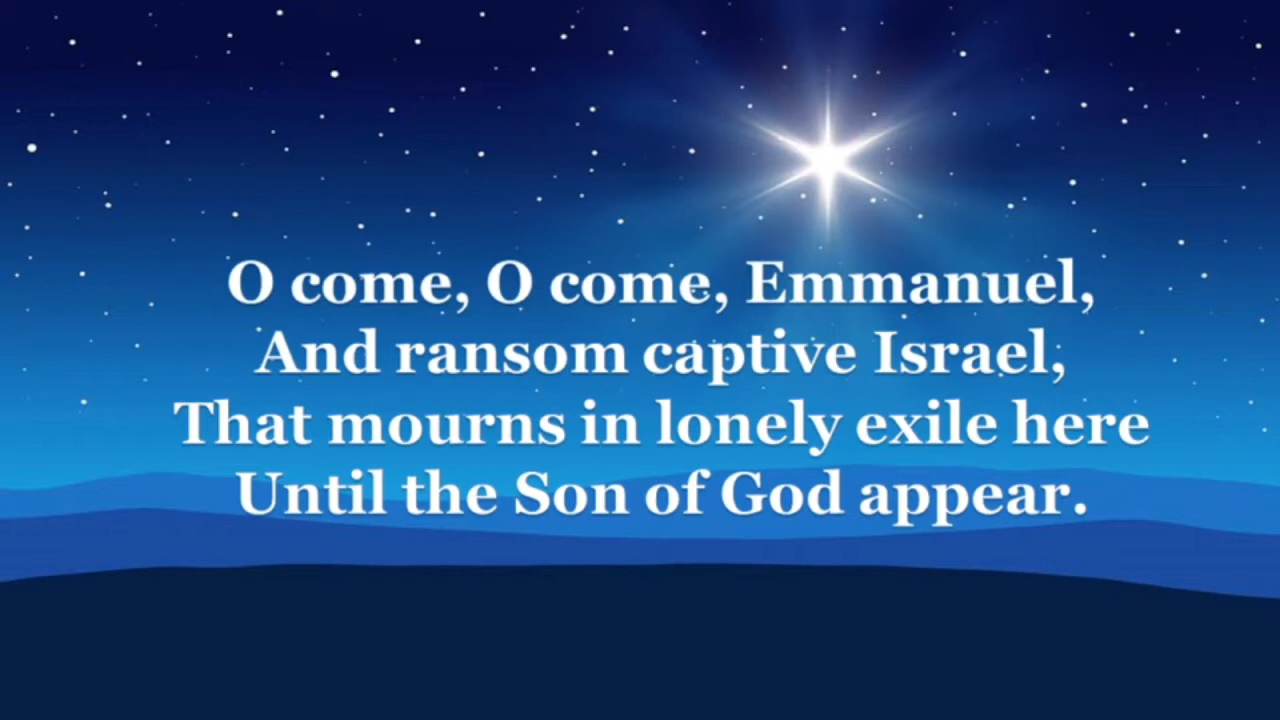 O come, O come, Emmanuel,
And ransom captive Israel,
That mourns in lonely exile here
Until the Son of God appear.